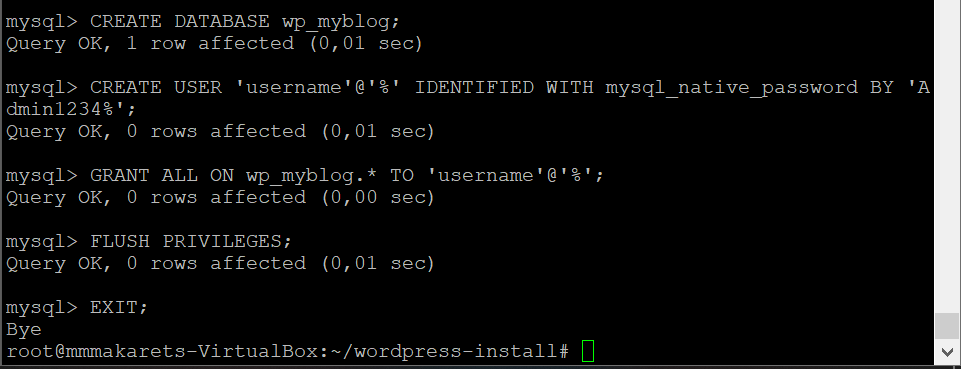 mysql> CREATE DATABASE wp_myblog;
Query OK, 1 row affected (0,01 sec)
mysql> CREATE USER 'username'@'%' IDENTIFIED WITH mysql_native_password BY 'A
dmin1234%';
Query OK, 0 rows affected (0,01 sec)
mysql> GRANT ALL ON wp_myblog.* TO 'username'@'%';
Query OK, 0 rows affected (0,00 sec)
mysql> FLUSH PRIVILEGES;
Query OK, 0 rows affected (0,01 sec)
mysql> EXIT;
Bye
root@mmmakarets-VirtualBox:~/wordpress-install#